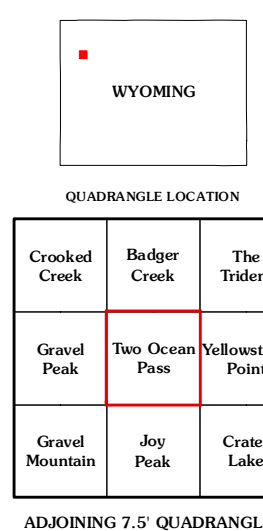 WYOMING
QUADRANGLE LOCATION
Crooked Creek
Badger Creek
The
Gravel Peak
Two Ocean Pass
Gravel Mountain
Joy Peak
Lake
ADJOINING 7.5'